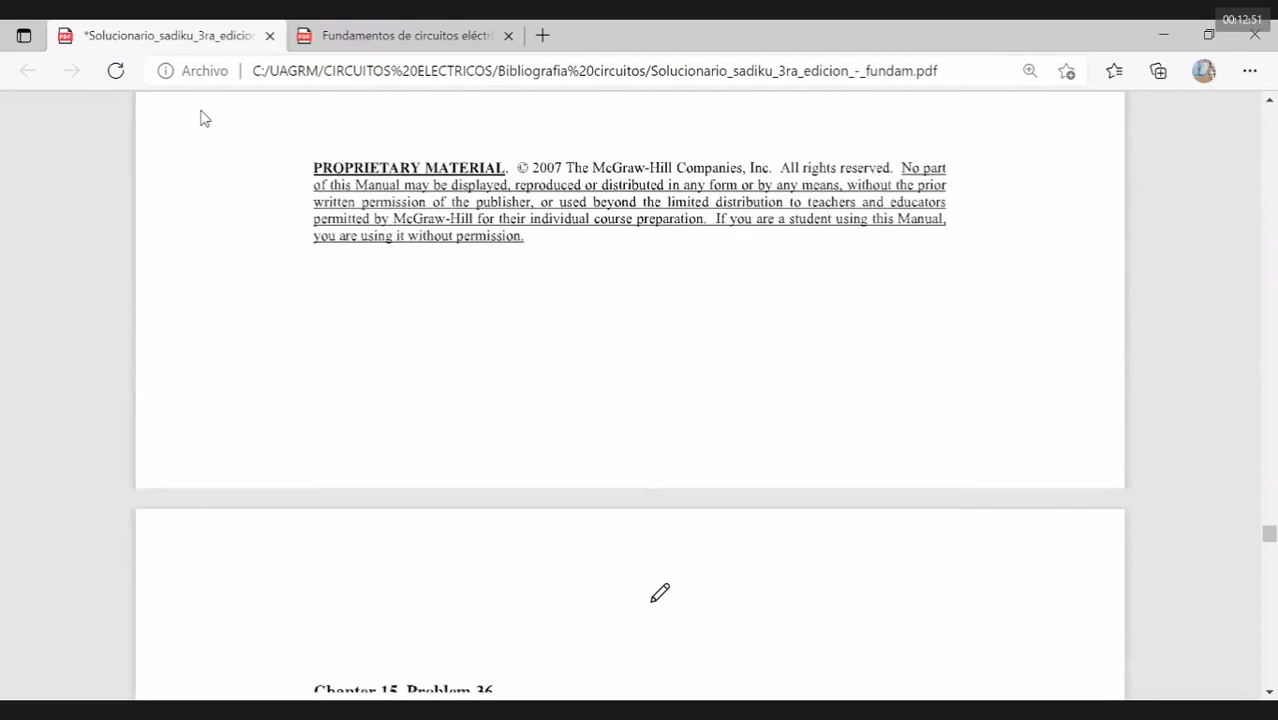 00:12:51
*Solucionario_sadiku_3ra_edicion
Fundamentos de circuitos eléctri
Archivo
C:/UAGRM/CIRCUITOS%20ELECTRICOS/Bibliografia%20circuitos/Solucionario_sadiku_3ra_edicion_-_fundam.pdf
PROPRIETARY MATERIAL. © 2007 The McGraw-Hill Companies, Inc. All rights reserved. No part
of this Manual may be displayed, reproduced or distributed in any form or by any means, without the prior
written permission of the publisher, or used beyond the limited distribution to teachers and educators
permitted by McGraw-Hill for their individual course preparation. If you are a student using this Manual,
you are using it without permission.
Chapter 15, Problem 36